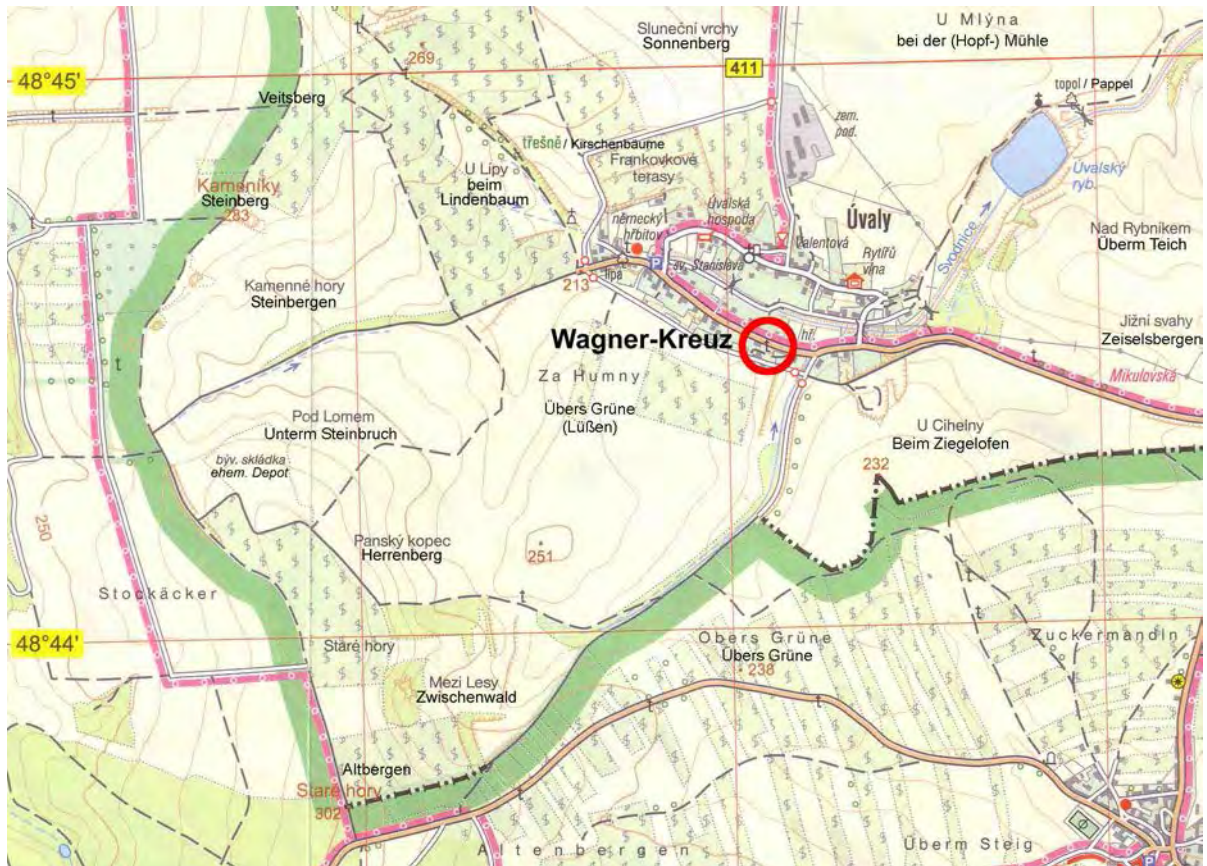 U Mlýna
bei der (Hopf-) Mühle
Sluneční vrchy
Sonnenberg
269
48°45'
411
topol / Pappel
Veitsberg
zem.
pod.
třešně / Kirschenbäume
Frankovkové
terasy
U Lípy
beim
Lindenbaum
Kameníky
Steinberg
283
Úvalský
ryb.
německý
hřbitov
Úvalská
hospoda
Úvaly
Svodnice
Nad Rybníkem
Überm Teich
Valentová
Rytířů
vína
sv. Stanislava
lípa
P
213
Kamenné hory
Steinbergen
Wagner-Kreuz
hř.
Jižní svahy
Zeiselsbergen
Mikulovská
Za Humny
Übers Grüne
(Lüßen)
Pod Lomem
Unterm Steinbruch
U Cihelny
Beim Ziegelofen
býv. skládka
ehem. Depot
232
250
Panský kopec
Herrenberg
251
Stockäcker
48°44'
Staré hory
Obers Grüne
Übers Grüne
238
Zuckermandin
Mezi Lesy
Zwischenwald
Altbergen
Staré hory
302
Altenbergen
Überm Steig